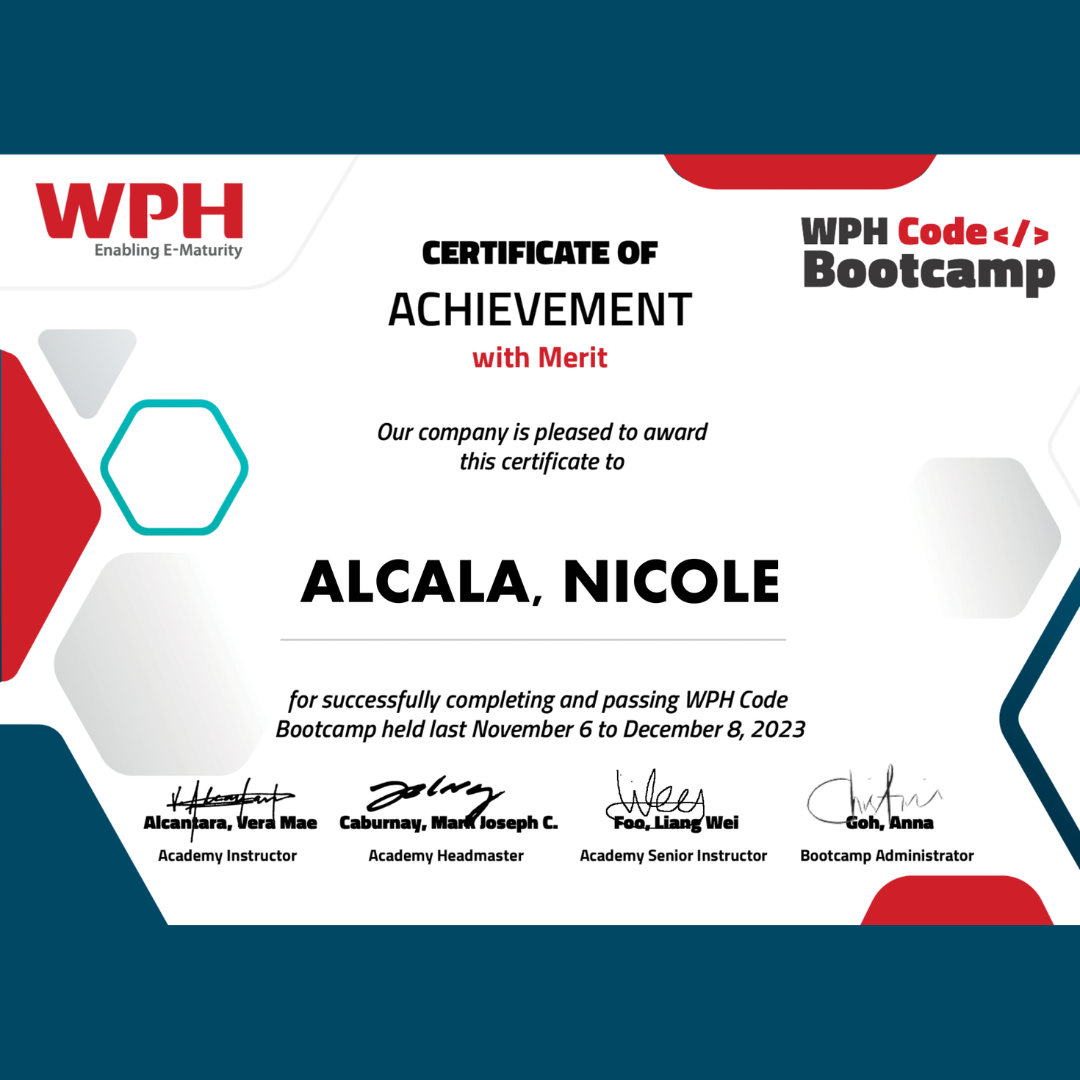 WPH
Enabling E-Maturity
WPH Code </>
Bootcamp
CERTIFICATE OF
ACHIEVEMENT
with Merit
Our company is pleased to award
this certificate to
ALCALA, NICOLE
for successfully completing and passing WPH Code
Bootcamp held last November 6 to December 8, 2023
Alcantara, Vera Mae
Academy Instructor
Caburnay, Mark Joseph C.
Academy Headmaster
Foo, Liang Wei
Academy Senior Instructor
Goh, Anna
Bootcamp Administrator